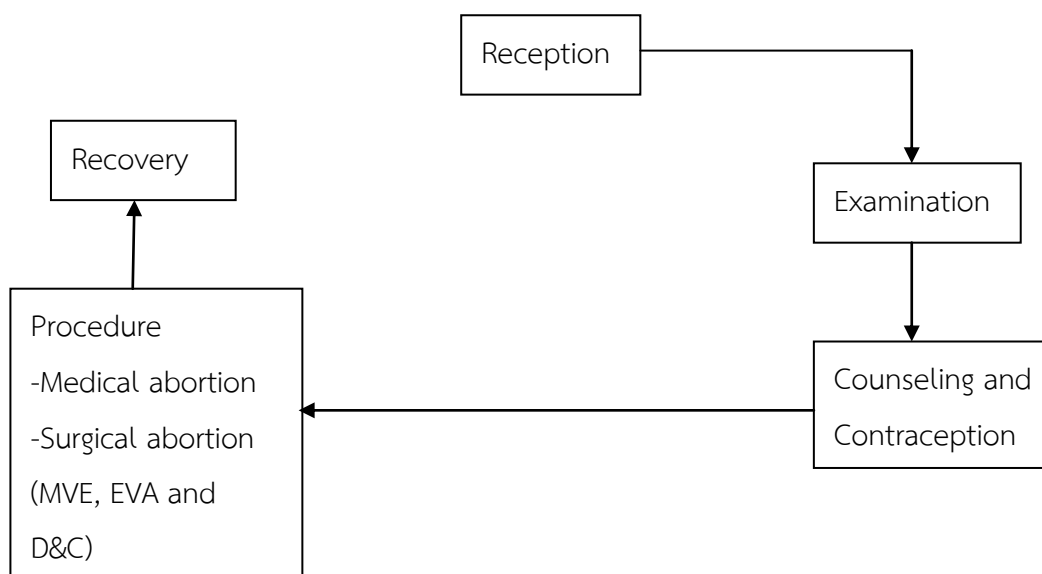 Reception
Recovery
Examination
Procedure
-Medical abortion
-Surgical abortion
(MVE, EVA and
D&C)
Counseling and
Contraception